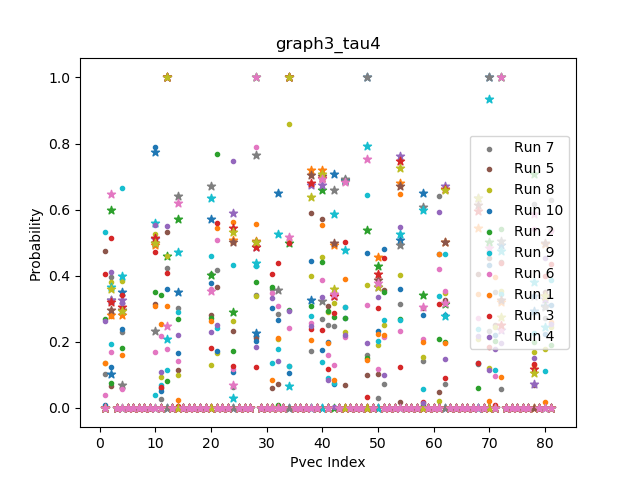 graph3_tau4
1.0
0.8
0.6
0.4
0.2
0.0
Probability
0 10 20 30 40 50 60 70 80
Pvec Index
Run 7
Run 5
Run 8
Run 10
Run 2
Run 9
Run 6
Run 1
Run 3
Run 4